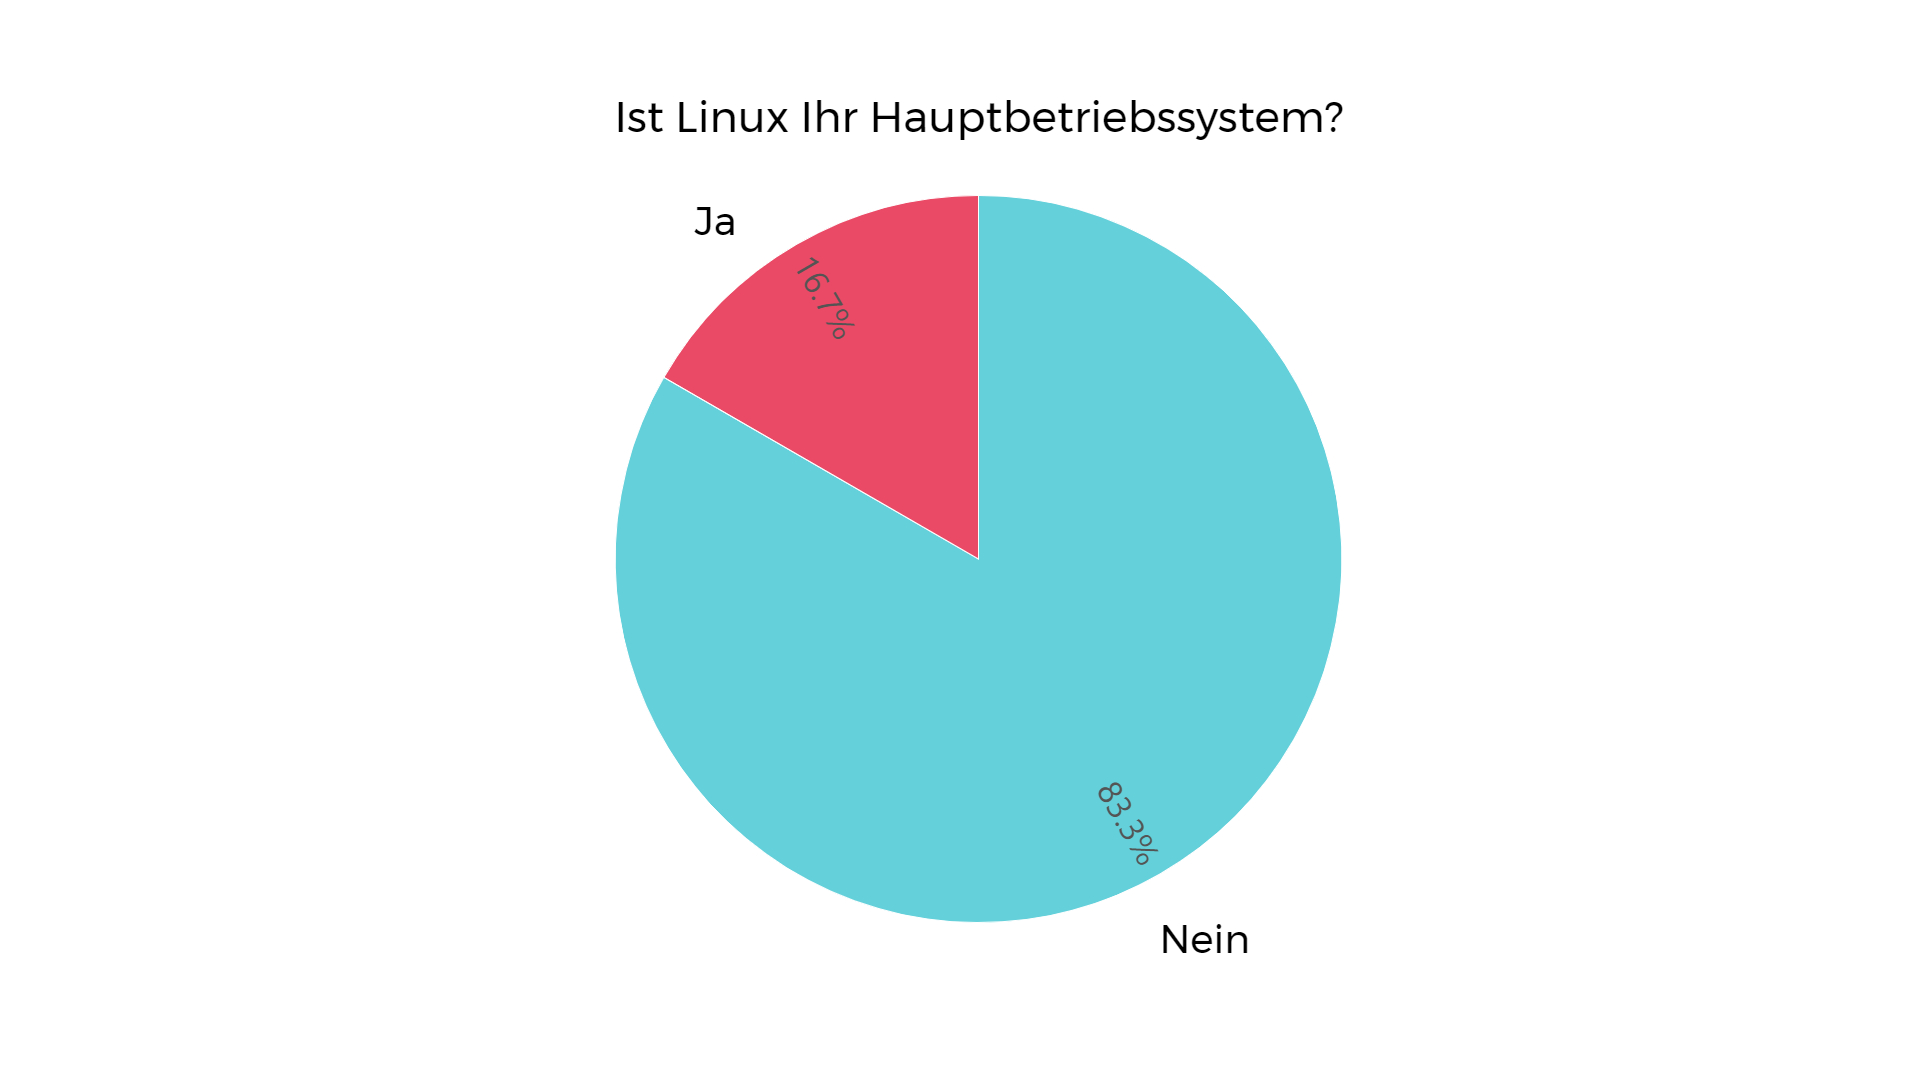 Ist Linux Ihr Hauptbetriebssystem?
Ja
16.7%
83.3%
Nein